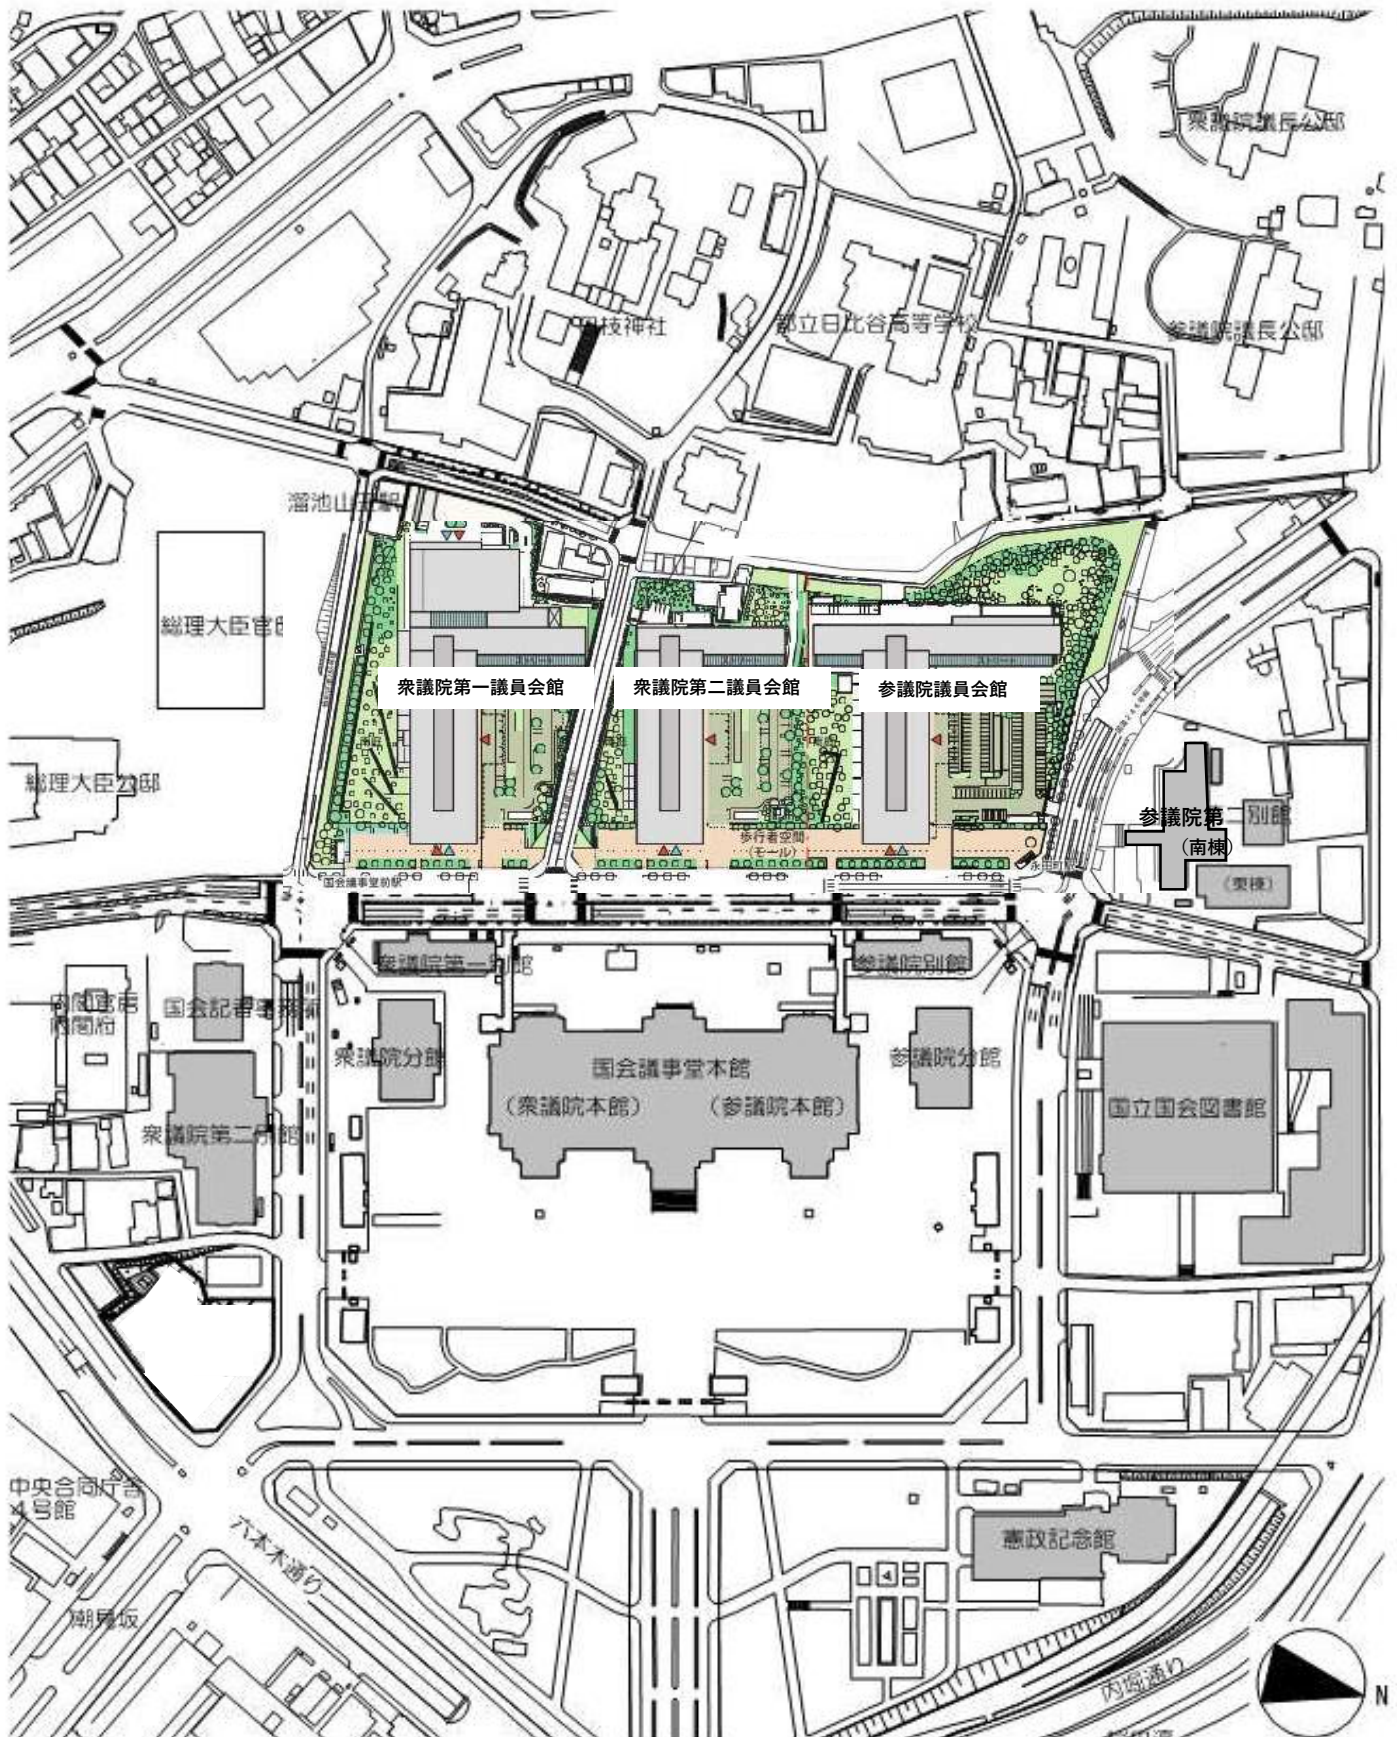 衆議院議長公邸
日枝神社
都立日比谷高等学校
参議院議長公邸
溜池山王駅
総理大臣官邸
衆議院第一議員会館
衆議院第二議員会館
参議院議員会館
総理大臣公邸
参議院第
別館
(南棟)
歩行者空間
(モール)
永田町駅
国会議事堂前駅
(東棟)
衆議院第一別館
参議院別館
内閣官房
内閣府
国会記者事務所
衆議院分館
国会議事堂本館
参議院分館
(衆議院本館)
(参議院本館)
国立国会図書館
衆議院第二別館
中央合同庁舎
4号館
六本木通り
憲政記念館
潮見坂
内堀通り
N